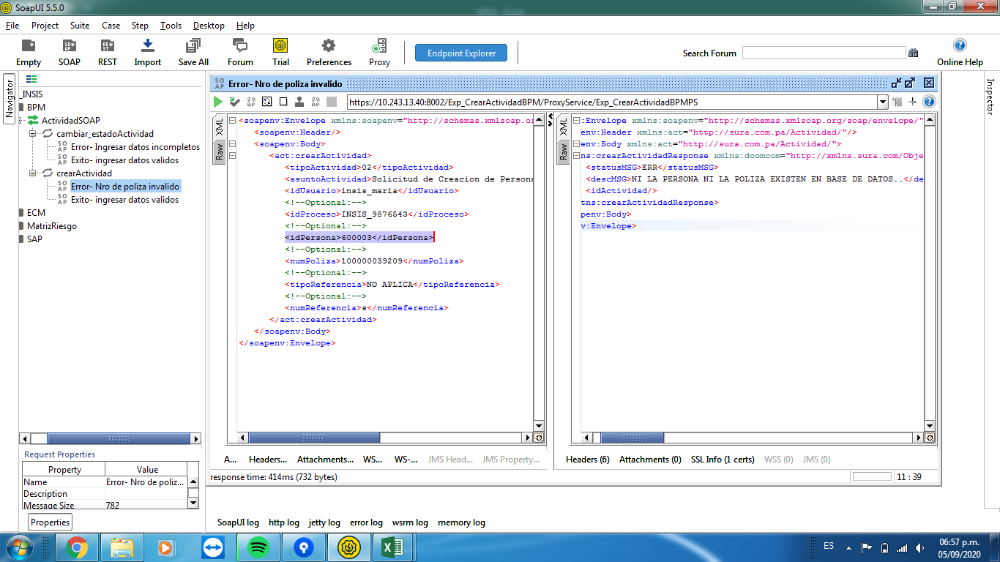 SoapUI 5.5.0
File Project Suite Case Step Tools Desktop Help
Empty SOAP REST Import Save All Forum Trial Preferences Proxy Endpoint Explorer Search Forum Online Help
Navigator
Inspector
_INSIS
BPM
ActividadSOAP
cambiar_estadoActividad
Error- Ingresar datos incompletos
Exito- Ingresar datos validos
crearActividad
Error- Nro de poliza invalido
Exito- ingresar datos validos
ECM
MatrizRiesgo
SAP
Request Properties
Property Value
Name Error- Nro de poliz...
Description
Message Size 782
Properties
Error- Nro de poliza invalido
https://10.243.13.40:8002/Exp_CrearActividadBPM/ProxyService/Exp_CrearActividadBPMPS
XML
Raw
<soapenv:Envelope xmlns:soapenv="http://schemas.xmlsoap.o
<soapenv:Header/>
<soapenv:Body>
<act:crearActividad>
<tipoActividad>02</tipoActividad>
<asuntoActividad>Solicitud de Creacion de Persona
<idUsuario>insis_maria</idUsuario>
<!--Optional:-->
<idProceso>INSIS_9876543</idProceso>
<!--Optional:-->
<idPersona>600003</idPersona>
<!--Optional:-->
<numPoliza>100000039209</numPoliza>
<!--Optional:-->
<tipoReferencia>NO APLICA</tipoReferencia>
<!--Optional:-->
<numReferencia>s</numReferencia>
</act:crearActividad>
</soapenv:Body>
</soapenv:Envelope>
A... Headers... Attachments... WS... WS-... JMS Head... JMS Property...
XML
Raw
:Envelope xmlns:soapenv="http://schemas.xmlsoap.org/soap/envelope/"
env:Header xmlns:act="http://sura.com.pa/Actividad/"/>
env:Body xmlns:act="http://sura.com.pa/Actividad/">
ns:crearActividadResponse xmlns:dcomcom="http://xmlns.sura.com/Obje
<statusMSG>ERR</statusMSG>
<descMSG>NI LA PERSONA NI LA POLIZA EXISTEN EN BASE DE DATOS..</de
<idActividad/>
tns:crearActividadResponse>
penv:Body>
v:Envelope>
Headers (6) Attachments (0) SSL Info (1 certs) WSS (0) JMS (0)
response time: 414ms (732 bytes) 11 : 39
SoapUI log http log jetty log error log wsrm log memory log
ES 06:57 p.m.
05/09/2020